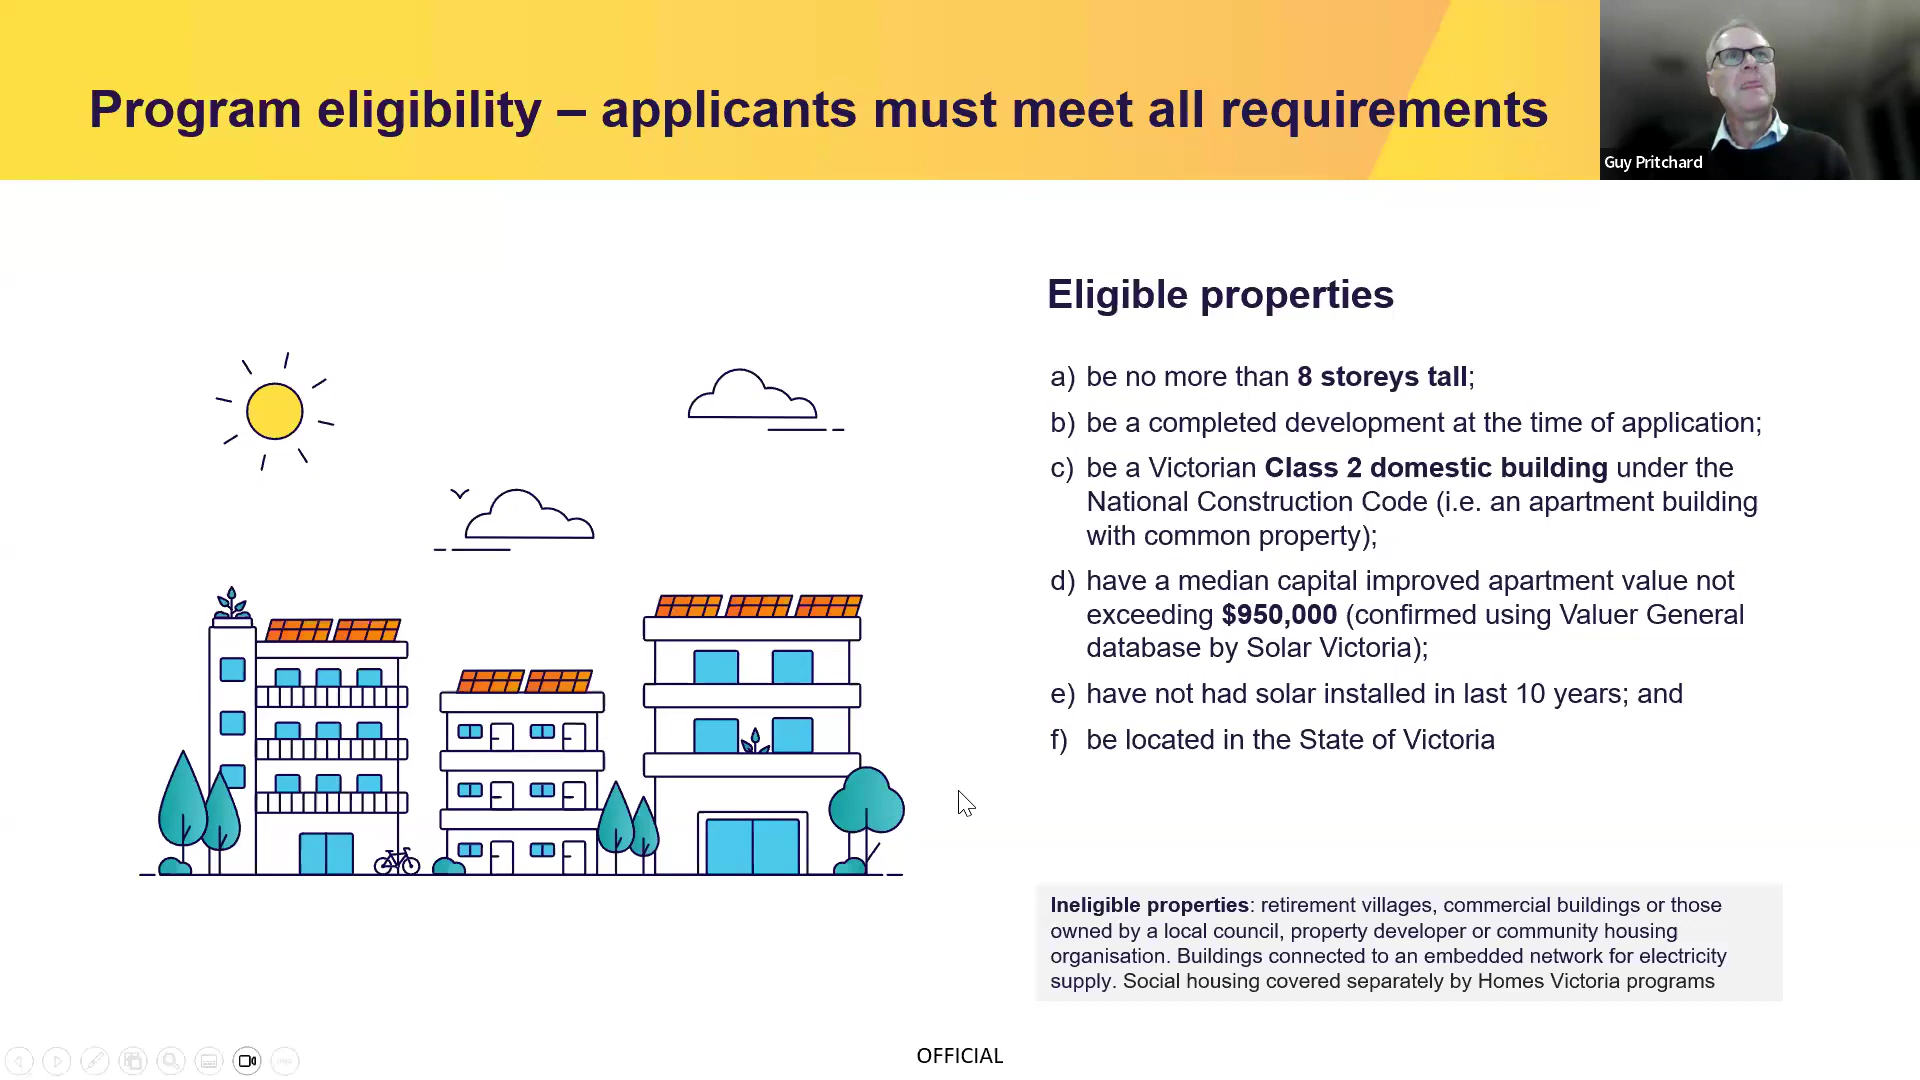 Program eligibility – applicants must meet all requirements
Guy Pritchard
Eligible properties
a) be no more than 8 storeys tall;
b) be a completed development at the time of application;
c) be a Victorian Class 2 domestic building under the
National Construction Code (i.e. an apartment building
with common property);
d) have a median capital improved apartment value not
exceeding $950,000 (confirmed using Valuer General
database by Solar Victoria);
e) have not had solar installed in last 10 years; and
f) be located in the State of Victoria
Ineligible properties: retirement villages, commercial buildings or those
owned by a local council, property developer or community housing
organisation. Buildings connected to an embedded network for electricity
supply. Social housing covered separately by Homes Victoria programs
OFFICIAL